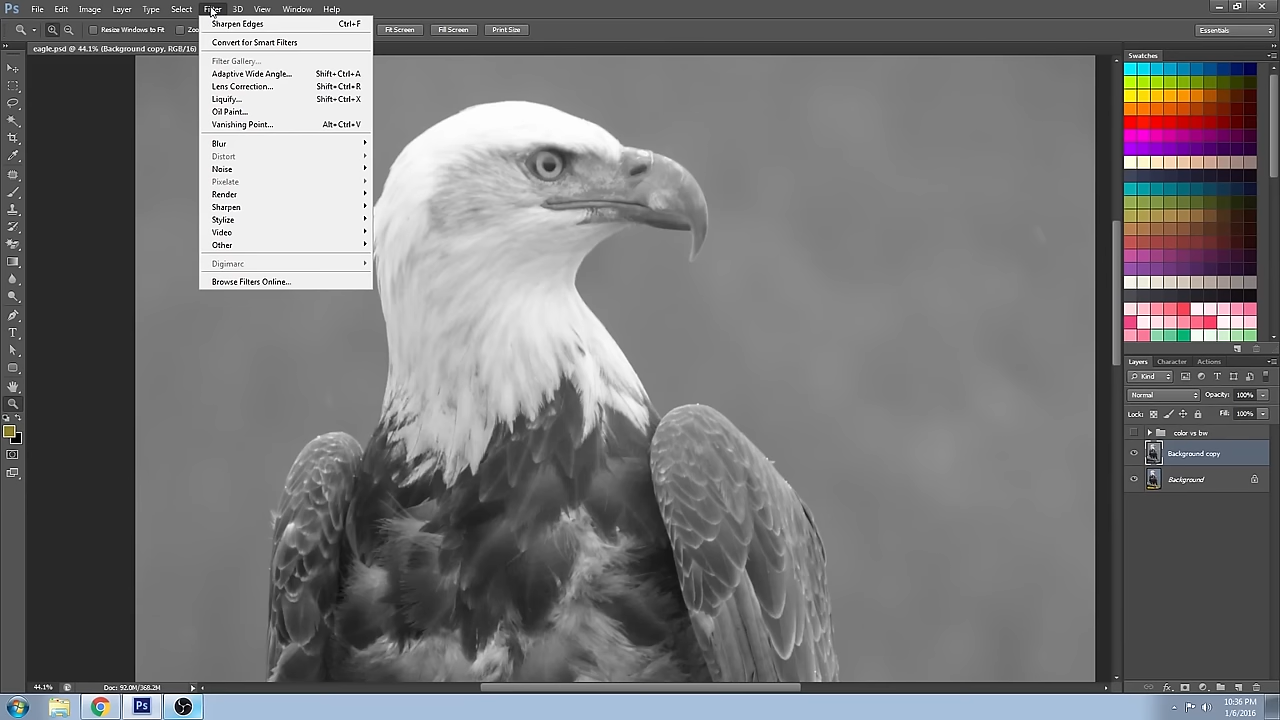 Ps File Edit Image Layer Type Select Filter 3D View Window Help
Resize Windows to Fit Fit Screen Fill Screen Print Size Essentials
eagle.psd @ 44.1% (Background copy, RGB/16)
Sharpen Edges Ctrl+F
Convert for Smart Filters
Filter Gallery...
Adaptive Wide Angle... Shift+Ctrl+A
Lens Correction... Shift+Ctrl+R
Liquify... Shift+Ctrl+X
Oil Paint...
Vanishing Point... Alt+Ctrl+V
Blur
Distort
Noise
Pixelate
Render
Sharpen
Stylize
Video
Other
Digimarc
Browse Filters Online...
Swatches
Layers Character Actions
Kind
Normal Opacity: 100%
Lock: Fill: 100%
color vs bw
Background copy
Background
44.1% Doc: 92.0M/368.2M
Ps
10:36 PM
1/6/2016